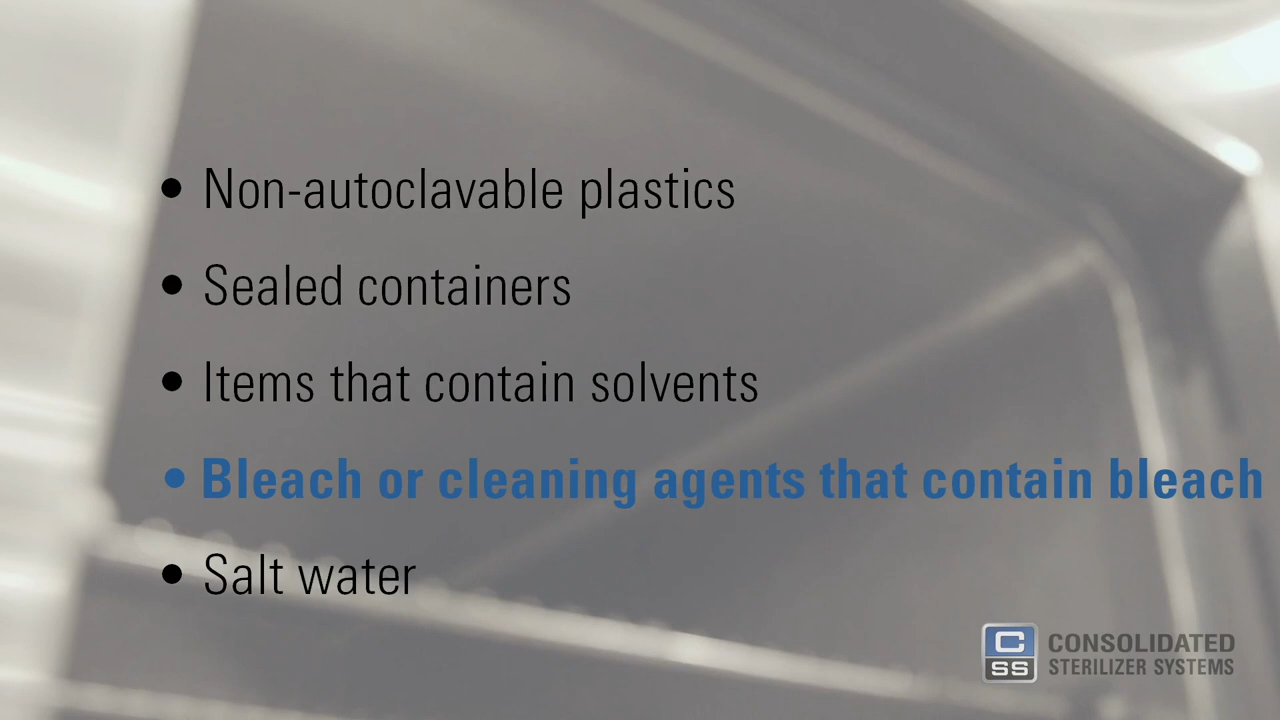 • Non-autoclavable plastics
• Sealed containers
• Items that contain solvents
• Bleach or cleaning agents that contain bleach
• Salt water
C
SS
CONSOLIDATED
STERILIZER SYSTEMS